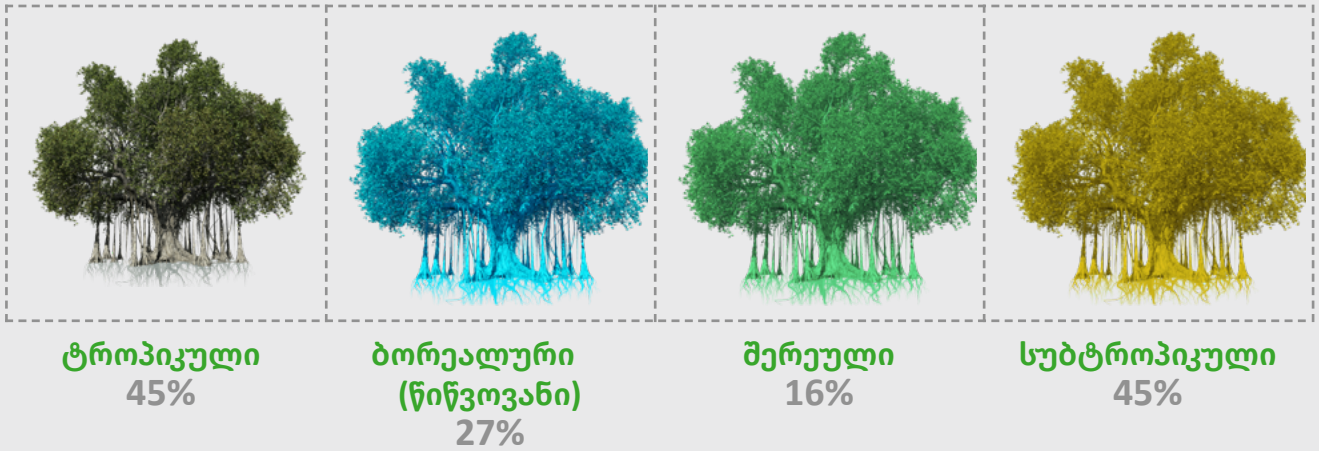 ტროპიკული
45%
ბორეალური
(წიწვოვანი)
27%
შერეული
16%
სუბტროპიკული
45%